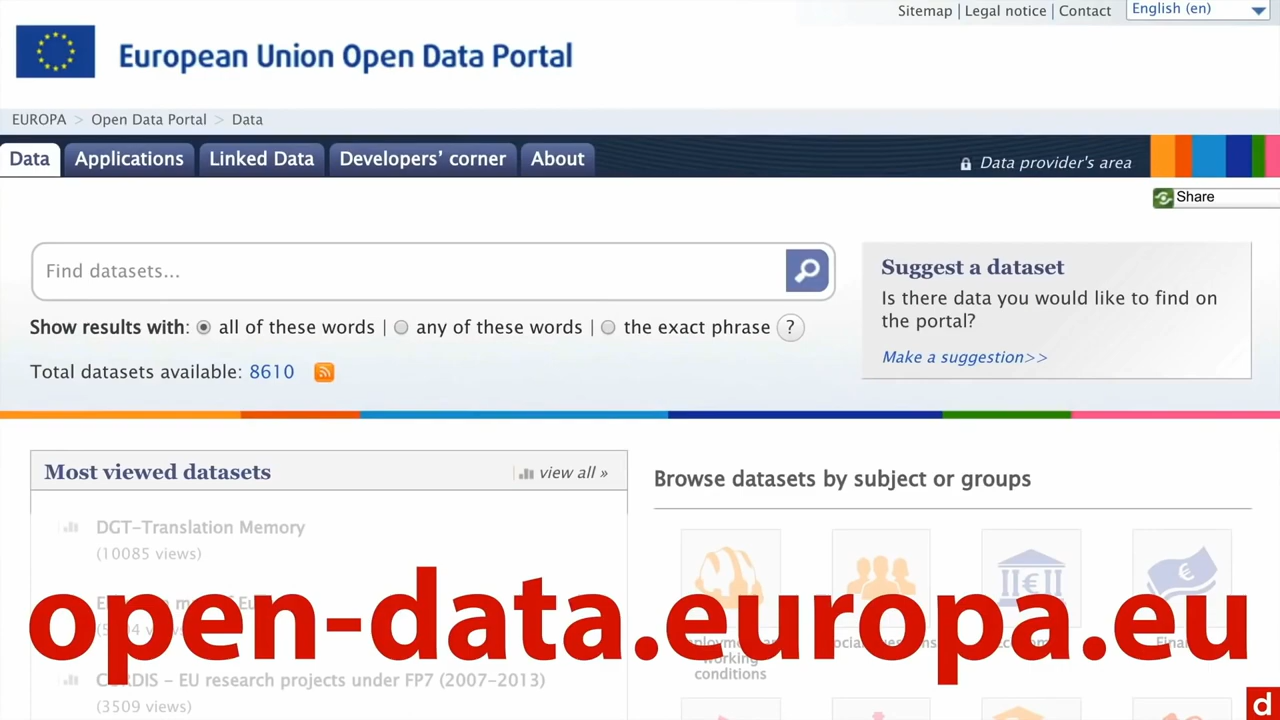 Sitemap | Legal notice | Contact
English (en)
European Union Open Data Portal
EUROPA > Open Data Portal > Data
Data
Applications
Linked Data
Developers’ corner
About
Data provider's area
Share
Find datasets...
Show results with: all of these words | any of these words | the exact phrase ?
Total datasets available: 8610
Suggest a dataset
Is there data you would like to find on
the portal?
Make a suggestion>>
Most viewed datasets
view all »
DGT-Translation Memory
(10085 views)
CORDIS - EU research projects under FP7 (2007-2013)
(3509 views)
Browse datasets by subject or groups
working
conditions
open-data.europa.eu
d